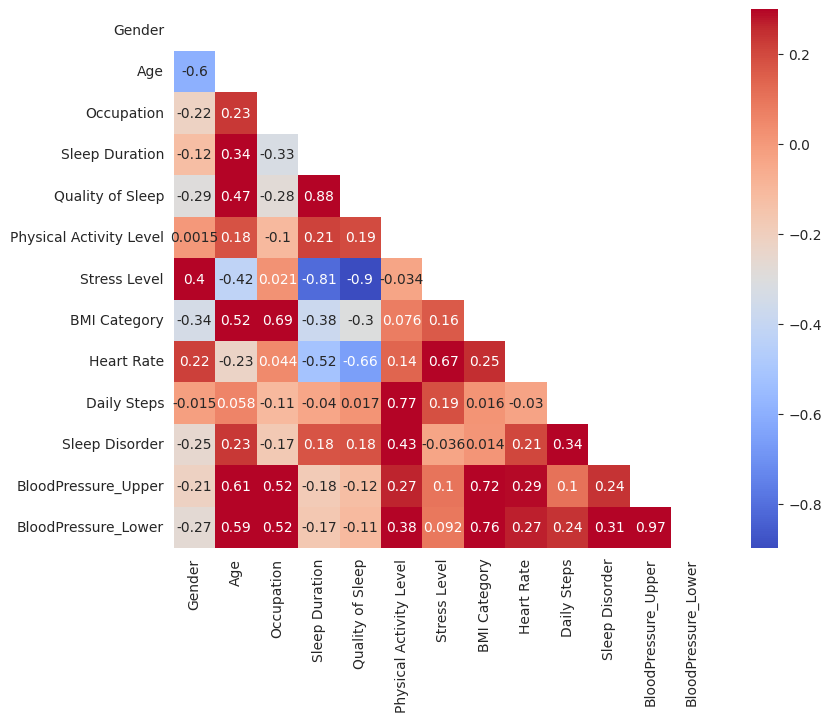 Gender
Age -0.6
Occupation -0.22 0.23
Sleep Duration -0.12 0.34 -0.33
Quality of Sleep -0.29 0.47 -0.28 0.88
Physical Activity Level 0.0015 0.18 -0.1 0.21 0.19
Stress Level 0.4 -0.42 0.021 -0.81 -0.9 -0.034
BMI Category -0.34 0.52 0.69 -0.38 -0.3 0.076 0.16
Heart Rate 0.22 -0.23 0.044 -0.52 -0.66 0.14 0.67 0.25
Daily Steps -0.015 0.058 -0.11 -0.04 0.017 0.77 0.19 0.016 -0.03
Sleep Disorder -0.25 0.23 -0.17 0.18 0.18 0.43 -0.036 0.014 0.21 0.34
BloodPressure_Upper -0.21 0.61 0.52 -0.18 -0.12 0.27 0.1 0.72 0.29 0.1 0.24
BloodPressure_Lower -0.27 0.59 0.52 -0.17 -0.11 0.38 0.092 0.76 0.27 0.24 0.31 0.97
Gender
Age
Occupation
Sleep Duration
Quality of Sleep
Physical Activity Level
Stress Level
BMI Category
Heart Rate
Daily Steps
Sleep Disorder
BloodPressure_Upper
BloodPressure_Lower
0.2
0.0
−0.2
−0.4
−0.6
−0.8